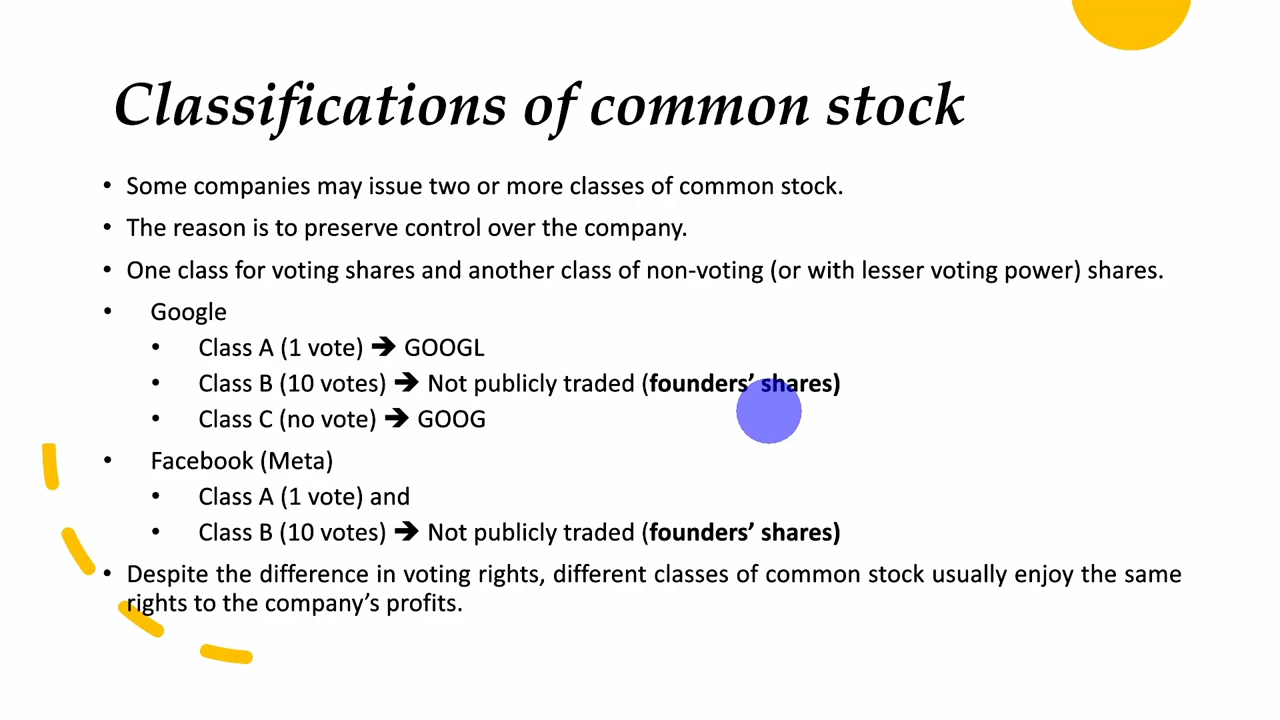 Classifications of common stock
• Some companies may issue two or more classes of common stock.
• The reason is to preserve control over the company.
• One class for voting shares and another class of non-voting (or with lesser voting power) shares.
• Google
• Class A (1 vote) 🡺 GOOGL
• Class B (10 votes) 🡺 Not publicly traded (founders’ shares)
• Class C (no vote) 🡺 GOOG
• Facebook (Meta)
• Class A (1 vote) and
• Class B (10 votes) 🡺 Not publicly traded (founders’ shares)
• Despite the difference in voting rights, different classes of common stock usually enjoy the same
rights to the company’s profits.